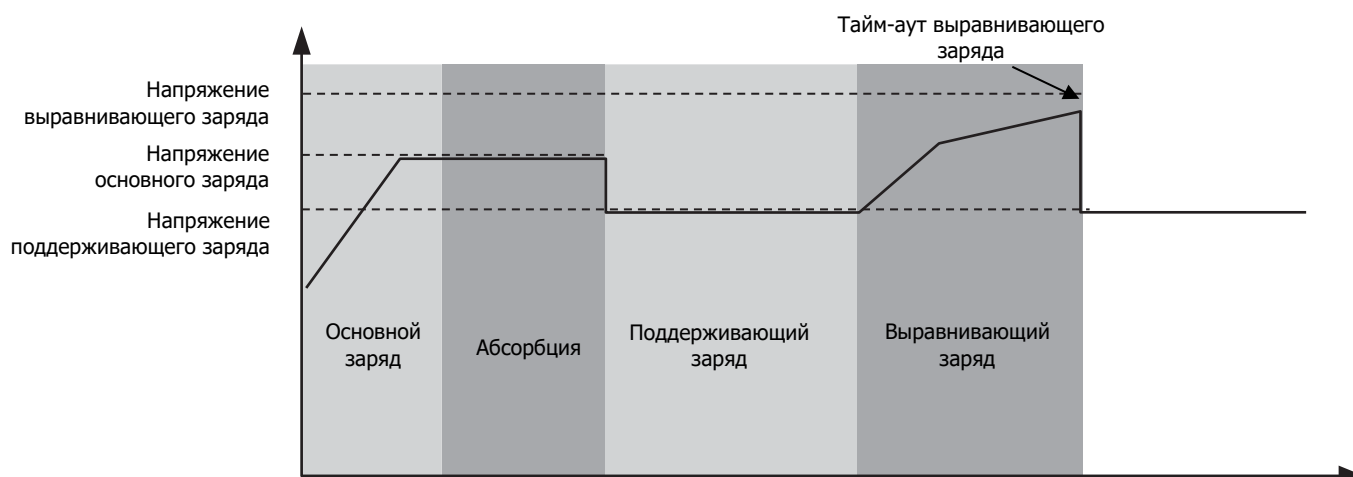 Тайм-аут выравнивающего
заряда
Напряжение
выравнивающего заряда
Напряжение
основного заряда
Напряжение
поддерживающего заряда
Основной
заряд
Абсорбция
Поддерживающий
заряд
Выравнивающий
заряд